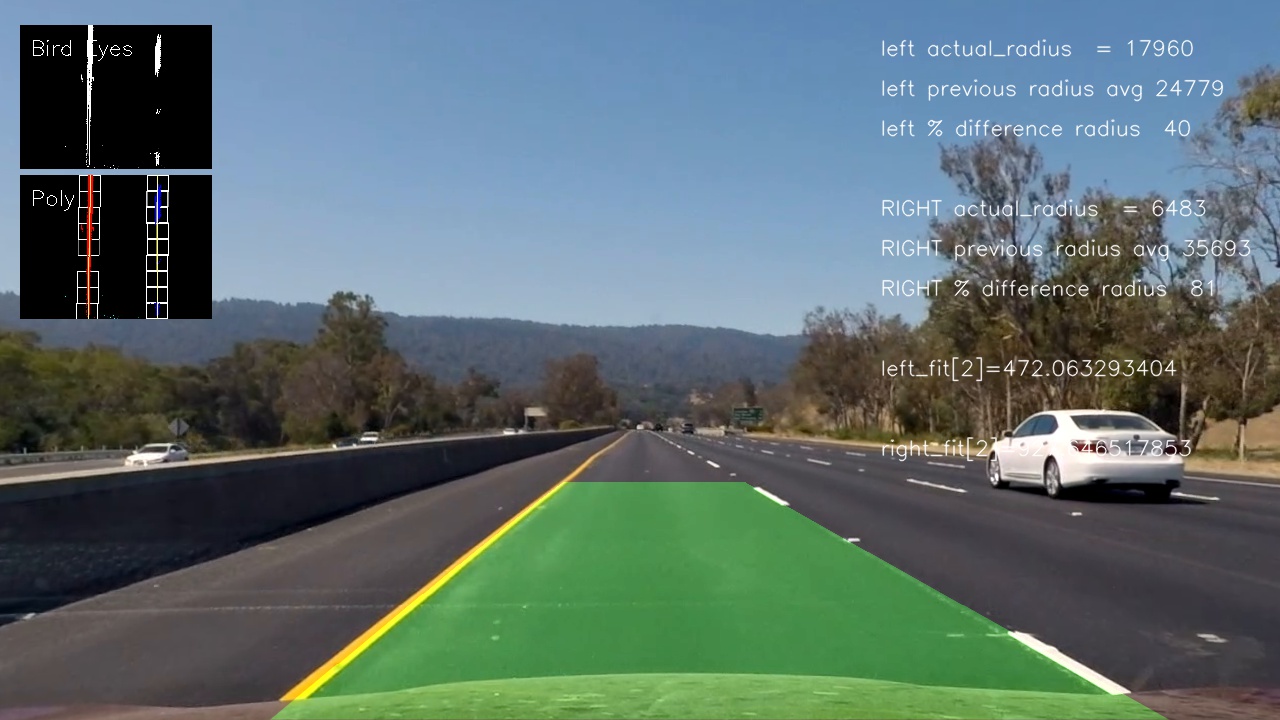 Bird Eyes
Poly
left actual_radius = 17960
left previous radius avg 24779
left % difference radius 40
RIGHT actual_radius = 6483
RIGHT previous radius avg 35693
RIGHT % difference radius 81
left_fit[2]=472.063293404